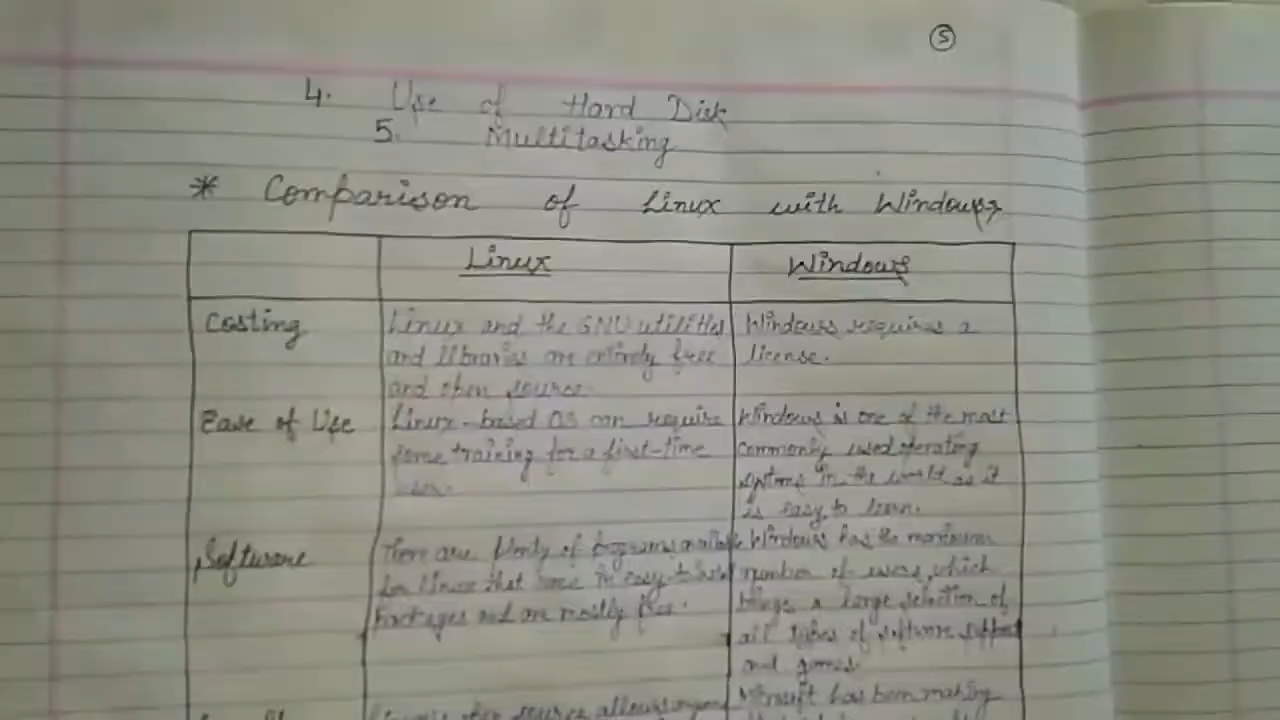 5
4. Use of Hard Disk
5. Multitasking
* Comparison of Linux with Windows
Linux Windows
Costing Linux and the GNU utilities Windows requires a
and libraries are entirely free license.
and open source.
Ease of Use Linux-based OS can require Windows is one of the most
some training for a first-time commonly used operating
user. systems in the world as it
is easy to learn.
Software There are plenty of programs available Windows has the maximum
for Linux that come in easy-to- number of users, which
packages and are mostly free. brings a large selection of
all types of software support
and games.
open source allows Microsoft has been making